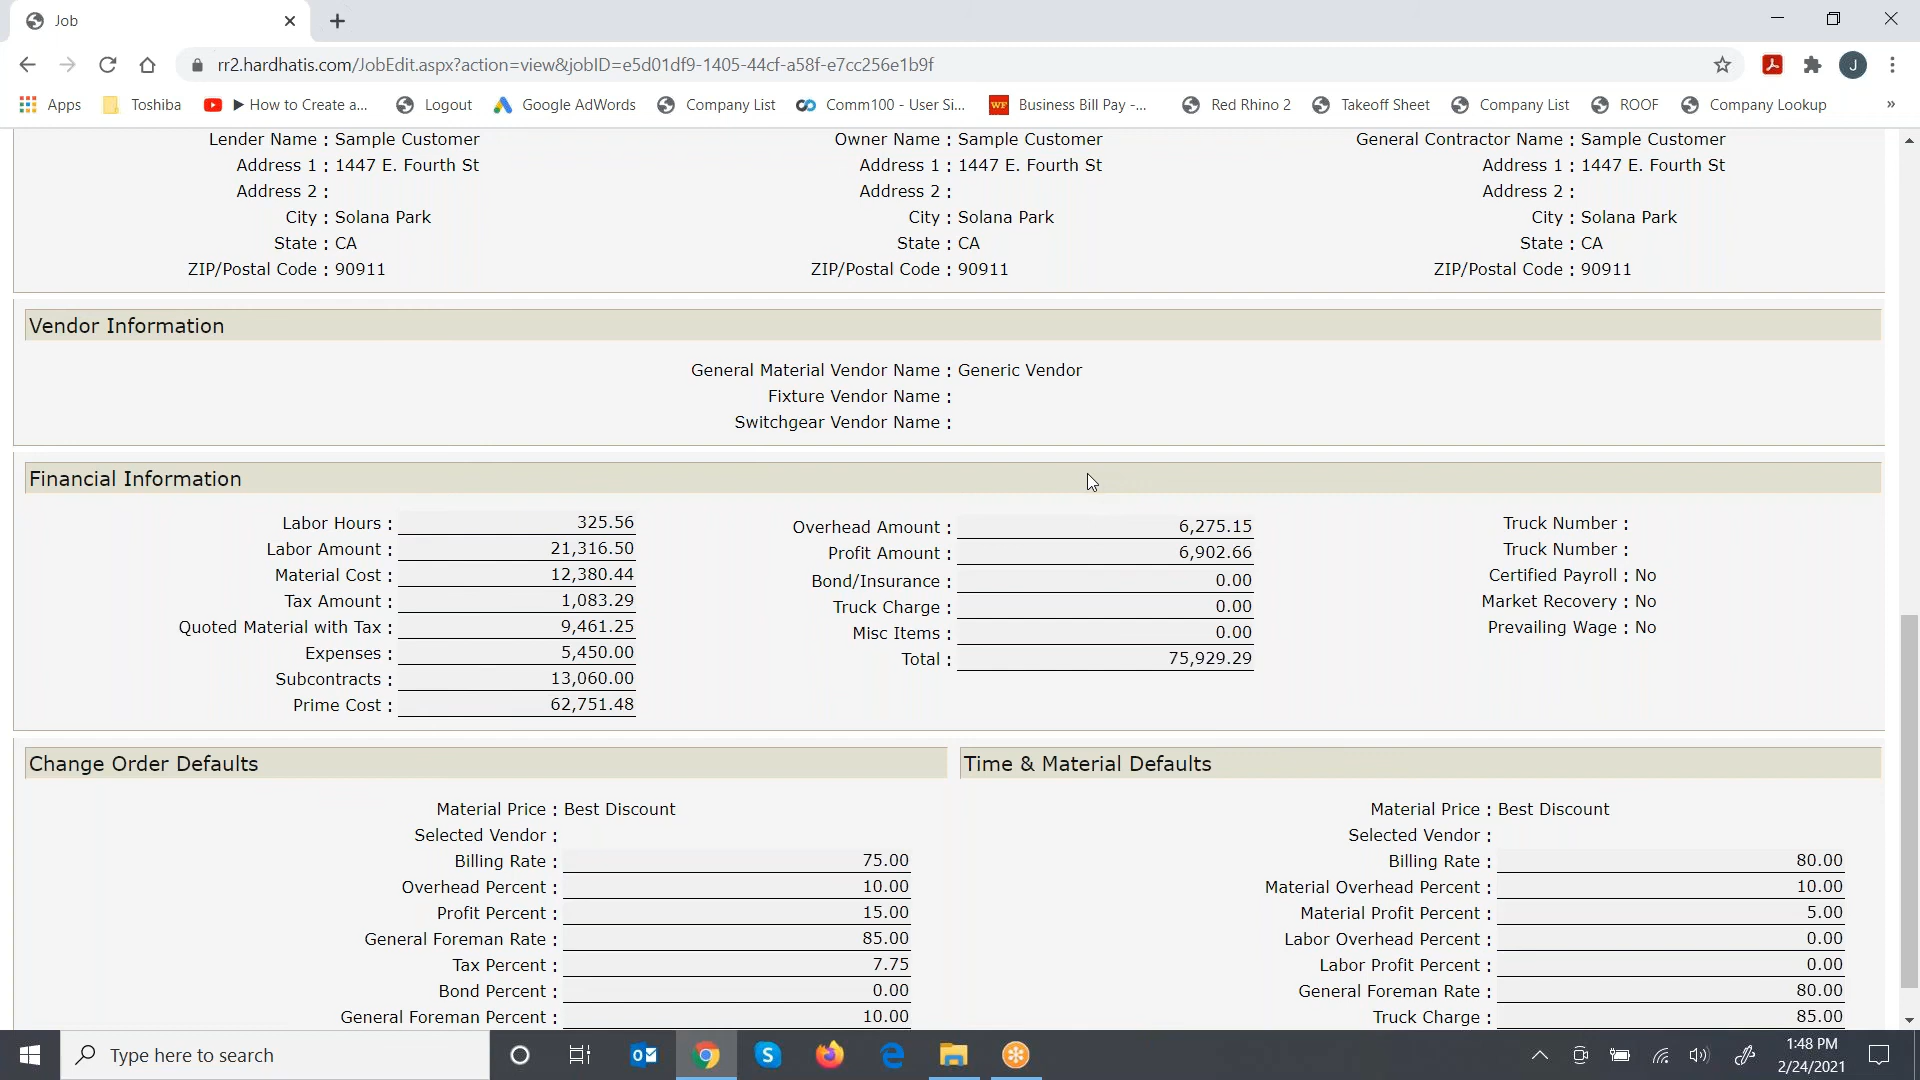 Job
rr2.hardhatis.com/JobEdit.aspx?action=view&jobID=e5d01df9-1405-44cf-a58f-e7cc256e1b9f
J
Apps Toshiba How to Create a... Logout Google AdWords Company List Comm100 - User Si... WF Business Bill Pay -... Red Rhino 2 Takeoff Sheet Company List ROOF Company Lookup »
Lender Name : Sample Customer
Address 1 : 1447 E. Fourth St
Address 2 :
City : Solana Park
State : CA
ZIP/Postal Code : 90911
Owner Name : Sample Customer
Address 1 : 1447 E. Fourth St
Address 2 :
City : Solana Park
State : CA
ZIP/Postal Code : 90911
General Contractor Name : Sample Customer
Address 1 : 1447 E. Fourth St
Address 2 :
City : Solana Park
State : CA
ZIP/Postal Code : 90911
Vendor Information
General Material Vendor Name : Generic Vendor
Fixture Vendor Name :
Switchgear Vendor Name :
Financial Information
Labor Hours : 325.56
Labor Amount : 21,316.50
Material Cost : 12,380.44
Tax Amount : 1,083.29
Quoted Material with Tax : 9,461.25
Expenses : 5,450.00
Subcontracts : 13,060.00
Prime Cost : 62,751.48
Overhead Amount : 6,275.15
Profit Amount : 6,902.66
Bond/Insurance : 0.00
Truck Charge : 0.00
Misc Items : 0.00
Total : 75,929.29
Truck Number :
Truck Number :
Certified Payroll : No
Market Recovery : No
Prevailing Wage : No
Change Order Defaults
Material Price : Best Discount
Selected Vendor :
Billing Rate : 75.00
Overhead Percent : 10.00
Profit Percent : 15.00
General Foreman Rate : 85.00
Tax Percent : 7.75
Bond Percent : 0.00
General Foreman Percent : 10.00
Time & Material Defaults
Material Price : Best Discount
Selected Vendor :
Billing Rate : 80.00
Material Overhead Percent : 10.00
Material Profit Percent : 5.00
Labor Overhead Percent : 0.00
Labor Profit Percent : 0.00
General Foreman Rate : 80.00
Truck Charge : 85.00
Type here to search
1:48 PM
2/24/2021